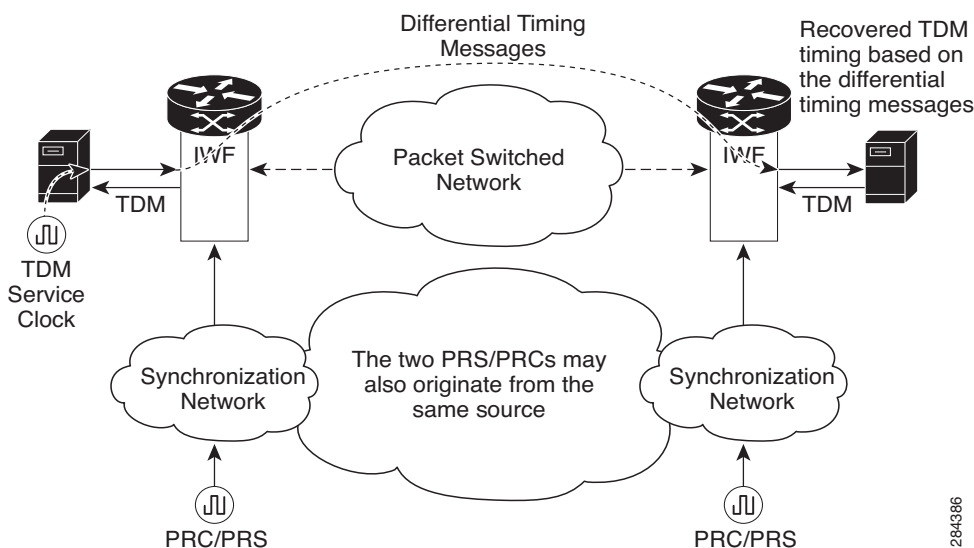 Differential Timing
Messages
Recovered TDM
timing based on
the differential
timing messages
IWF
IWF
Packet Switched
Network
TDM
TDM
TDM
Service
Clock
Synchronization
Network
The two PRS/PRCs may
also originate from the
same source
Synchronization
Network
PRC/PRS
PRC/PRS
284386